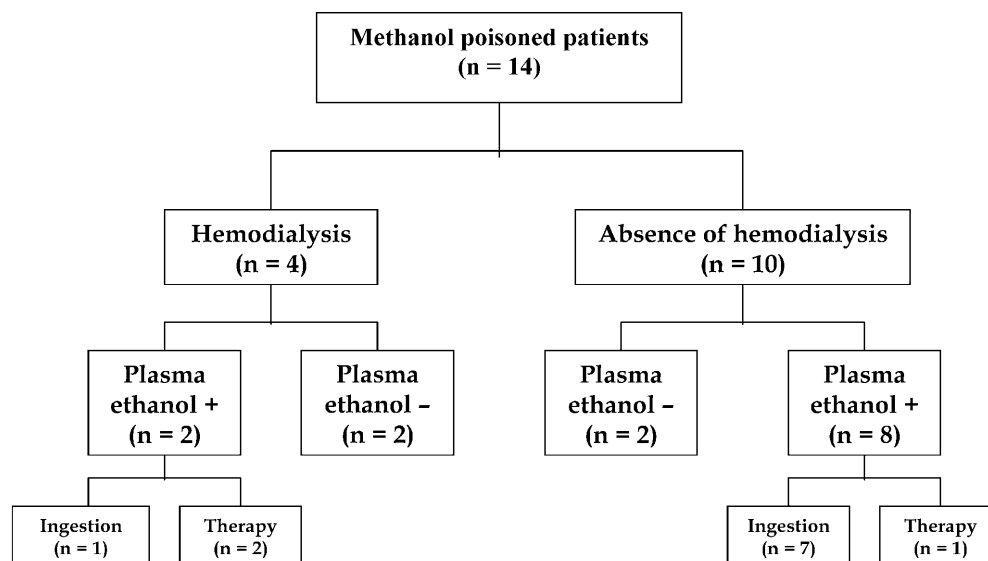 Methanol poisoned patients
(n = 14)
Hemodialysis
(n = 4)
Absence of hemodialysis
(n = 10)
Plasma
ethanol +
(n = 2)
Plasma
ethanol –
(n = 2)
Plasma
ethanol –
(n = 2)
Plasma
ethanol +
(n = 8)
Ingestion
(n = 1)
Therapy
(n = 2)
Ingestion
(n = 7)
Therapy
(n = 1)